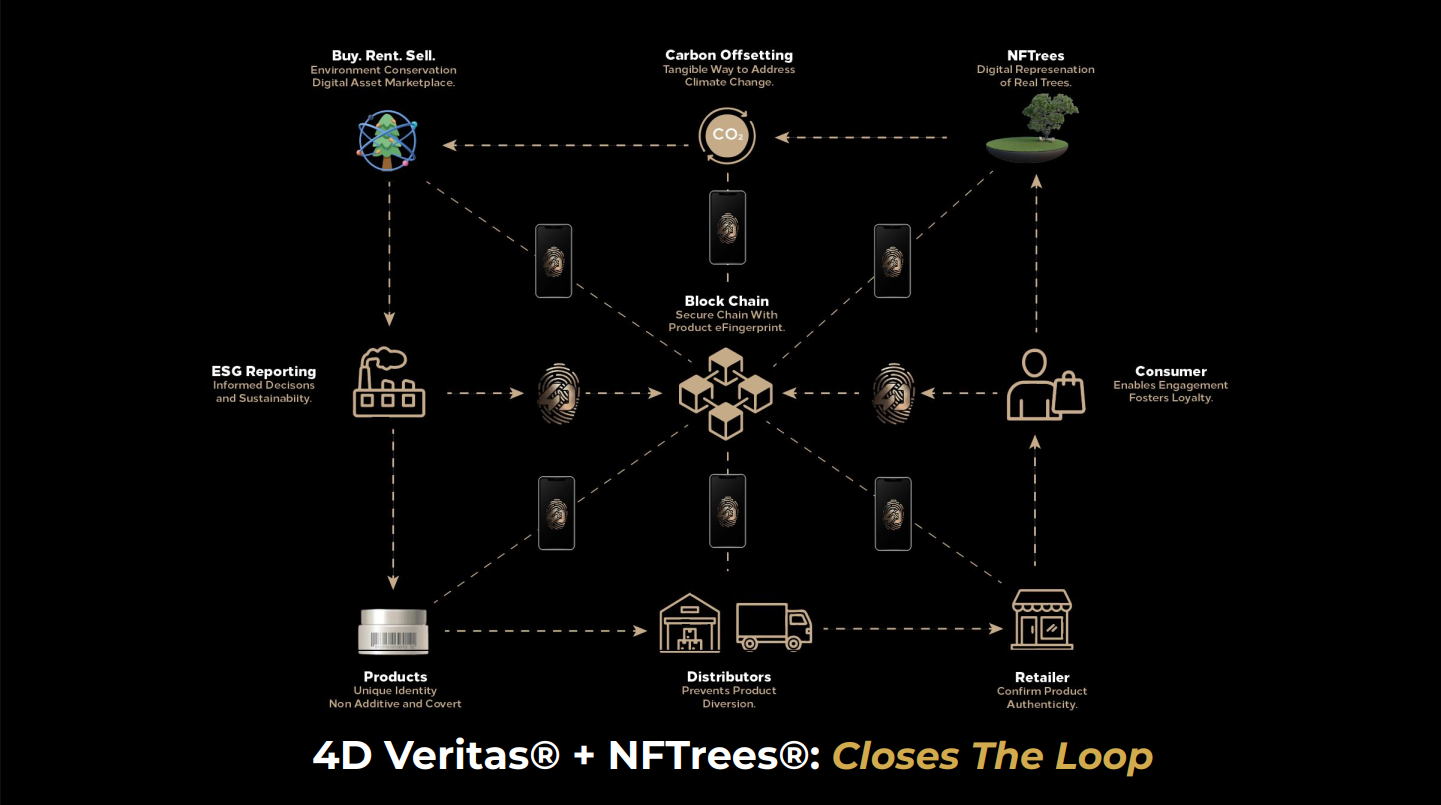 Buy. Rent. Sell.
Environment Conservation
Digital Asset Marketplace.
Carbon Offsetting
Tangible Way to Address
Climate Change.
NFTrees
Digital Represenation
of Real Trees.
CO₂
Block Chain
Secure Chain With
Product eFingerprint.
ESG Reporting
Informed Decisons
and Sustainabiity.
Consumer
Enables Engagement
Fosters Loyalty.
Products
Unique Identity
Non Additive and Covert
Distributors
Prevents Product
Diversion.
Retailer
Confirm Product
Authenticity.
4D Veritas® + NFTrees®: Closes The Loop